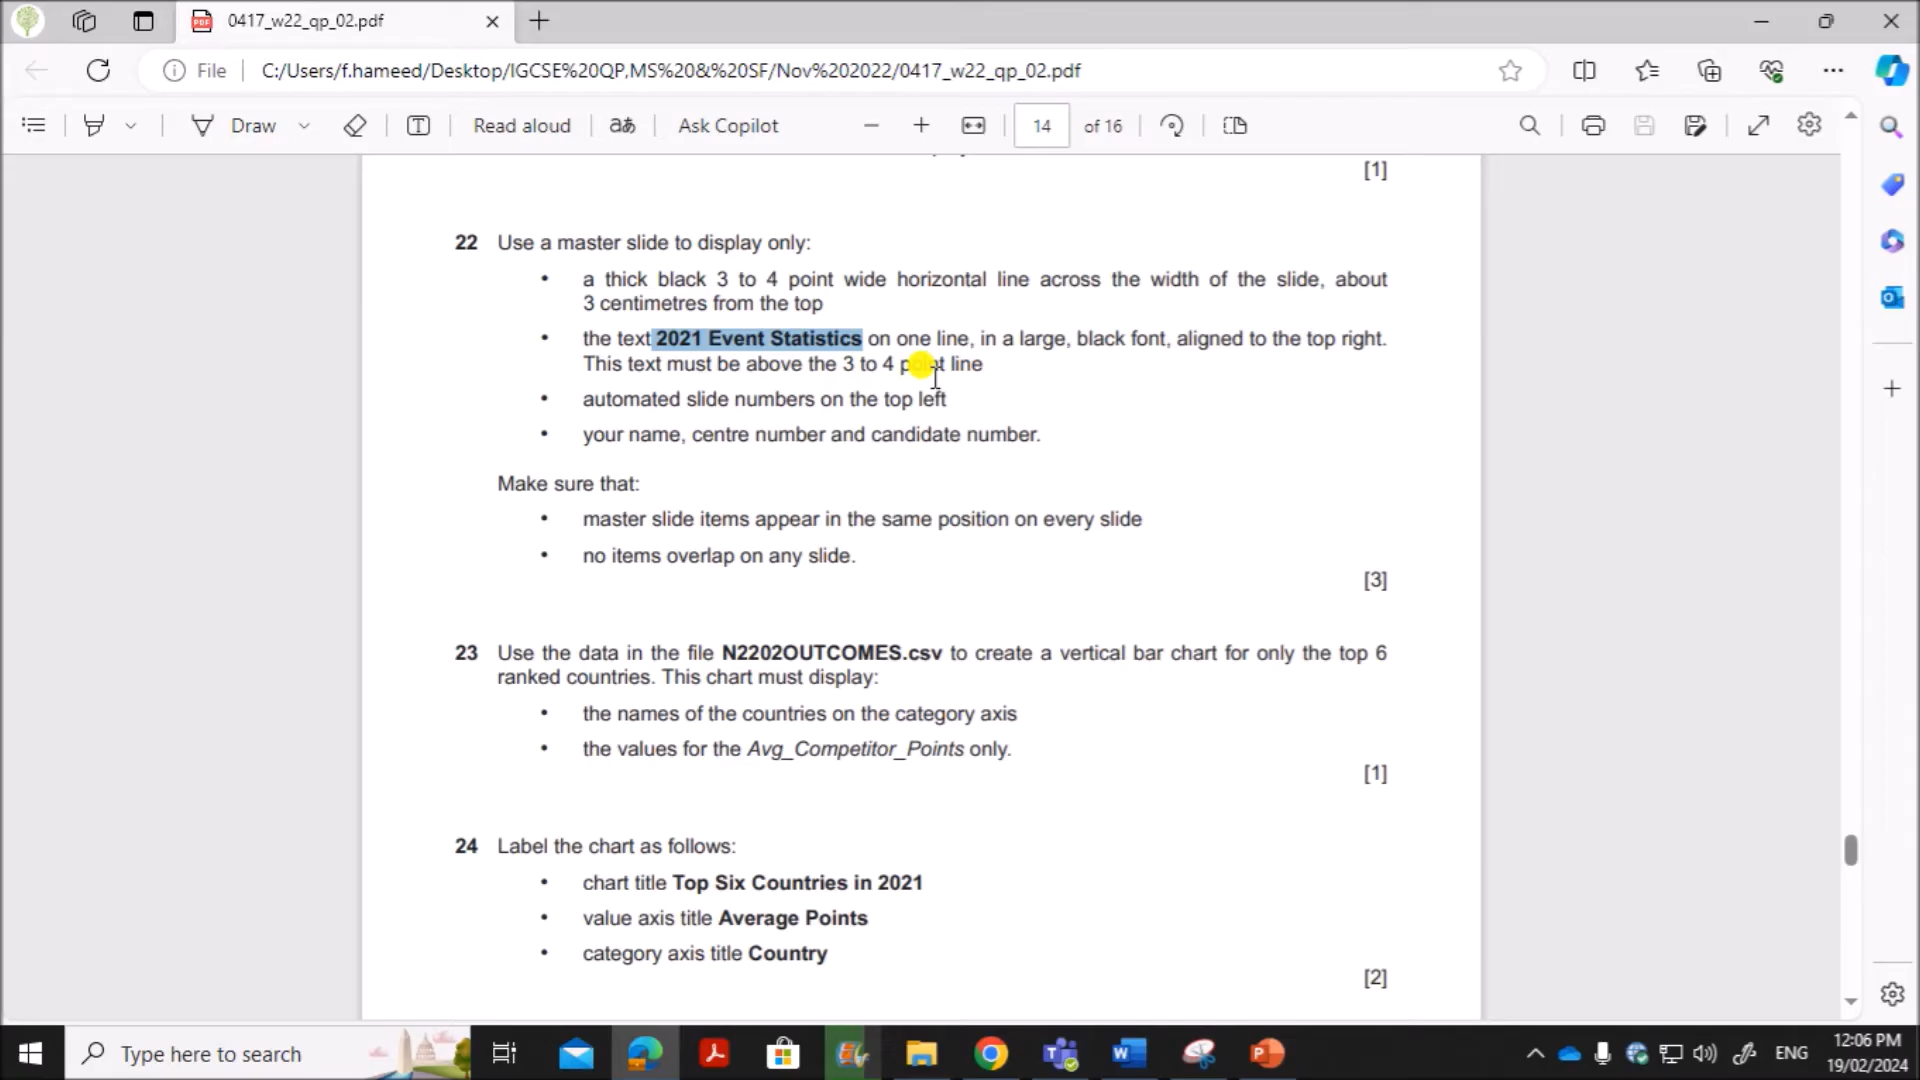 0417_w22_qp_02.pdf
File
C:/Users/f.hameed/Desktop/IGCSE%20QP,MS%20&%20SF/Nov%202022/0417_w22_qp_02.pdf
Draw
Read aloud
Ask Copilot
14 of 16
[1]
22 Use a master slide to display only:
• a thick black 3 to 4 point wide horizontal line across the width of the slide, about
3 centimetres from the top
• the text 2021 Event Statistics on one line, in a large, black font, aligned to the top right.
This text must be above the 3 to 4 point line
• automated slide numbers on the top left
• your name, centre number and candidate number.
Make sure that:
• master slide items appear in the same position on every slide
• no items overlap on any slide.
[3]
23 Use the data in the file N2202OUTCOMES.csv to create a vertical bar chart for only the top 6
ranked countries. This chart must display:
• the names of the countries on the category axis
• the values for the Avg_Competitor_Points only.
[1]
24 Label the chart as follows:
• chart title Top Six Countries in 2021
• value axis title Average Points
• category axis title Country
[2]
Type here to search
ENG
12:06 PM
19/02/2024